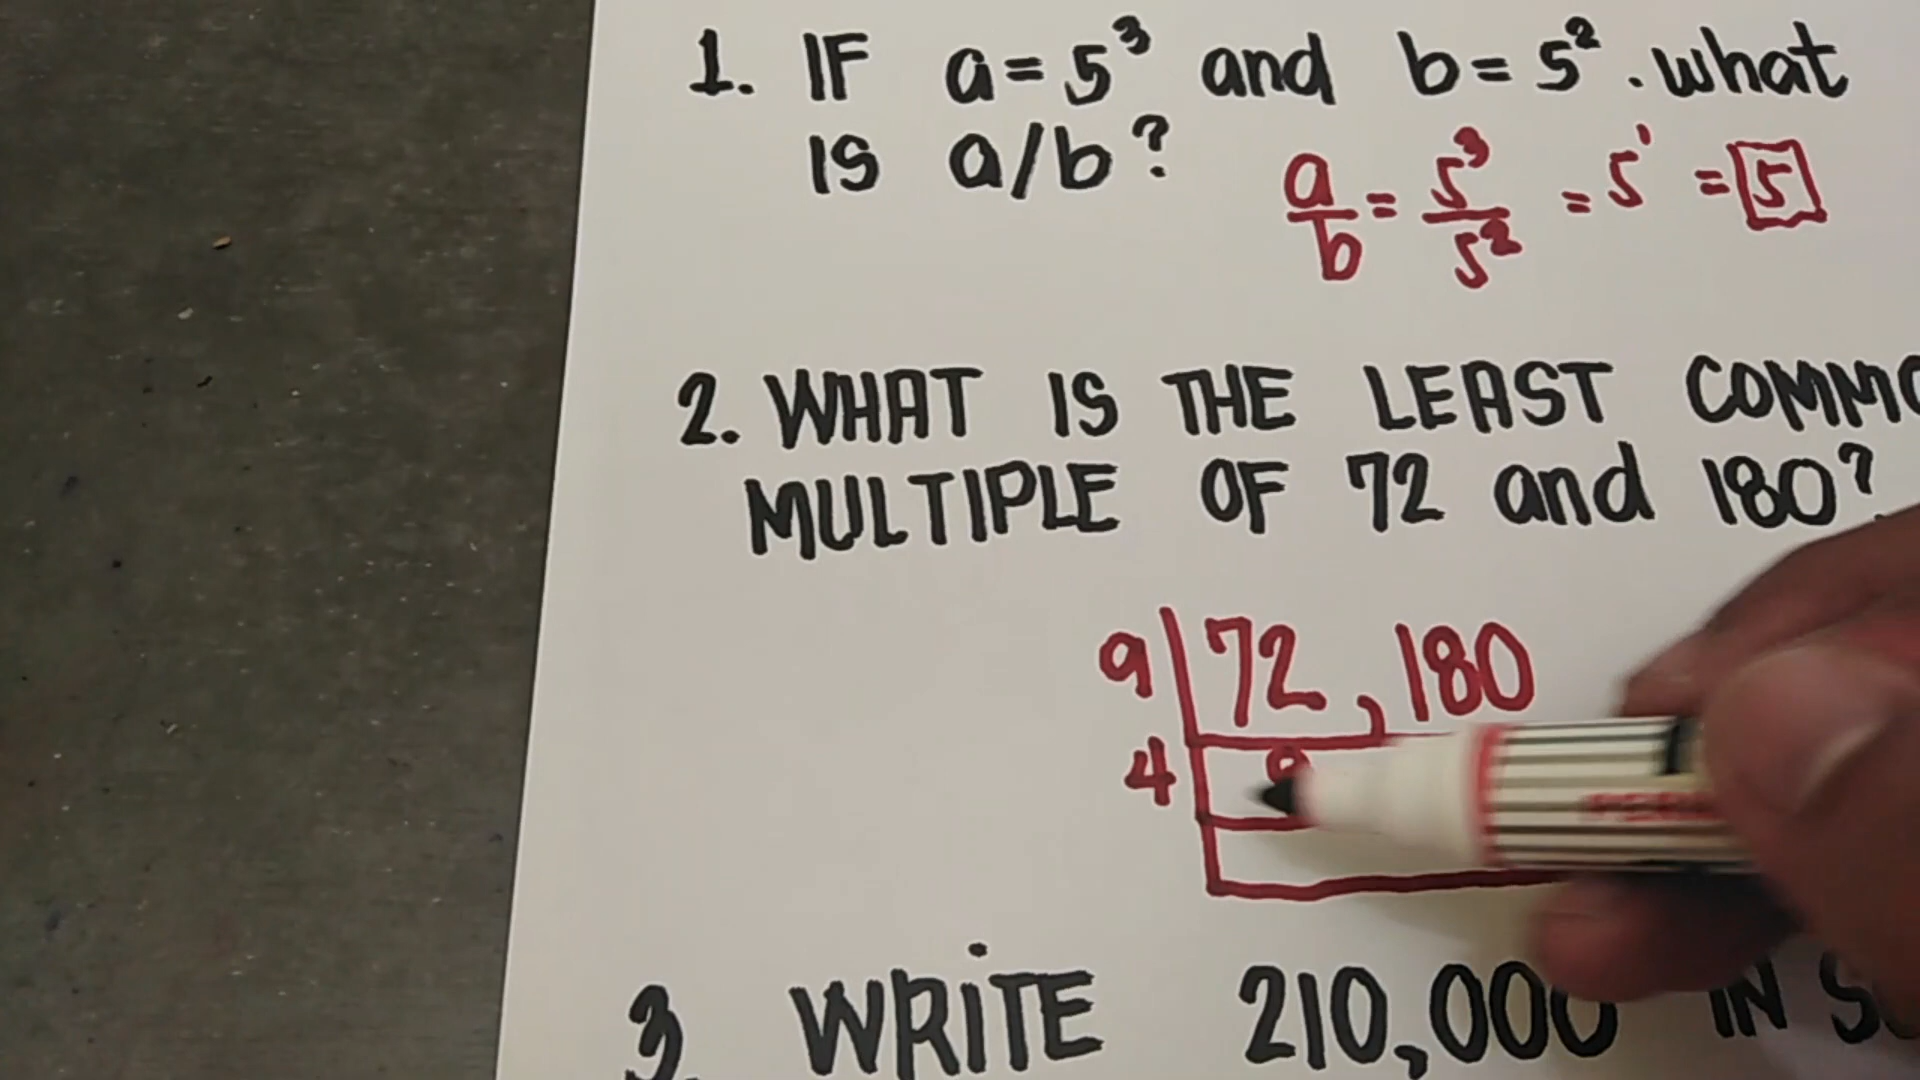 1. IF a = 5³ and b = 5². what
IS a/b?
a/b = 5³/5² = 5¹ = 5
2. WHAT IS THE LEAST
MULTIPLE OF 72 and 180?
9 72, 180
4 8
3. WRITE 210,000 IN